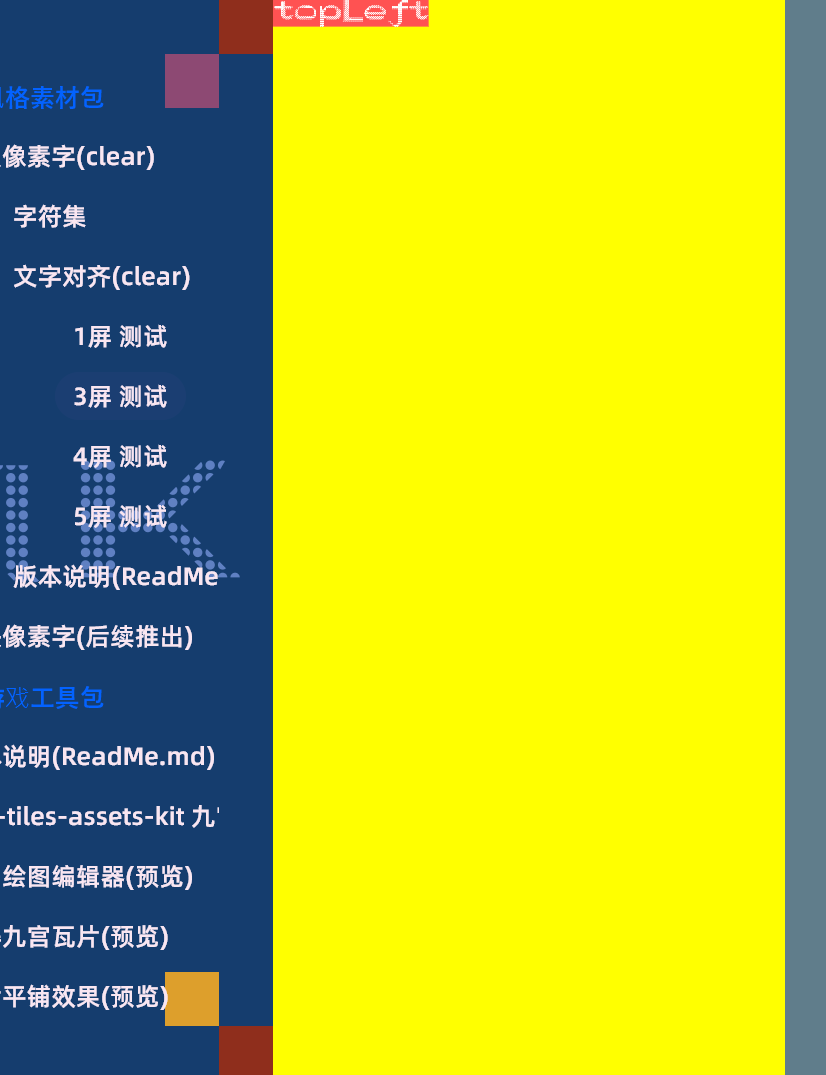 topLeft
格素材包
像素字(clear)
字符集
文字对齐(clear)
1屏 测试
3屏 测试
4屏 测试
5屏 测试
版本说明(ReadMe
像素字(后续推出)
游戏工具包
说明(ReadMe.md)
-tiles-assets-kit 九
绘图编辑器(预览)
九宫瓦片(预览)
平铺效果(预览)